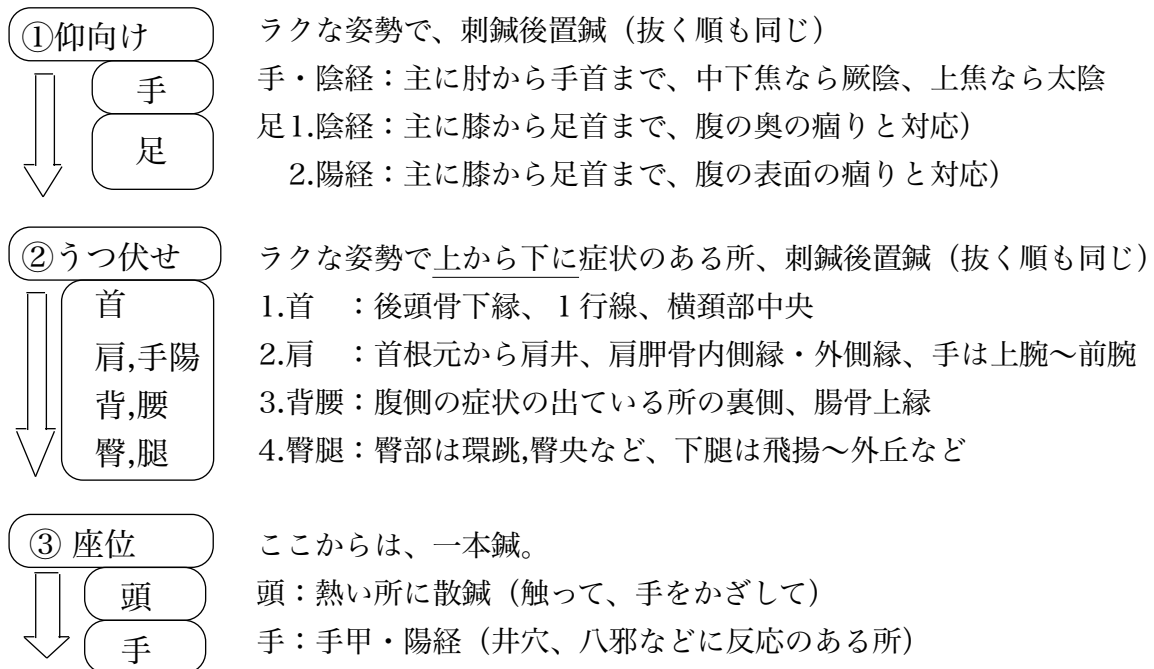 ①仰向け
ラクな姿勢で、刺鍼後置鍼（抜く順も同じ）
手
手・陰経：主に肘から手首まで、中下焦なら厥陰、上焦なら太陰
足
足1.陰経：主に膝から足首まで、腹の奥の痼りと対応）
2.陽経：主に膝から足首まで、腹の表面の痼りと対応）
②うつ伏せ
ラクな姿勢で上から下に症状のある所、刺鍼後置鍼（抜く順も同じ）
首
1.首　：後頭骨下縁、１行線、横頚部中央
肩,手陽
2.肩　：首根元から肩井、肩胛骨内側縁・外側縁、手は上腕〜前腕
背,腰
3.背腰：腹側の症状の出ている所の裏側、腸骨上縁
臀,腿
4.臀腿：臀部は環跳,臀央など、下腿は飛揚〜外丘など
③ 座位
ここからは、一本鍼。
頭
頭：熱い所に散鍼（触って、手をかざして）
手
手：手甲・陽経（井穴、八邪などに反応のある所）